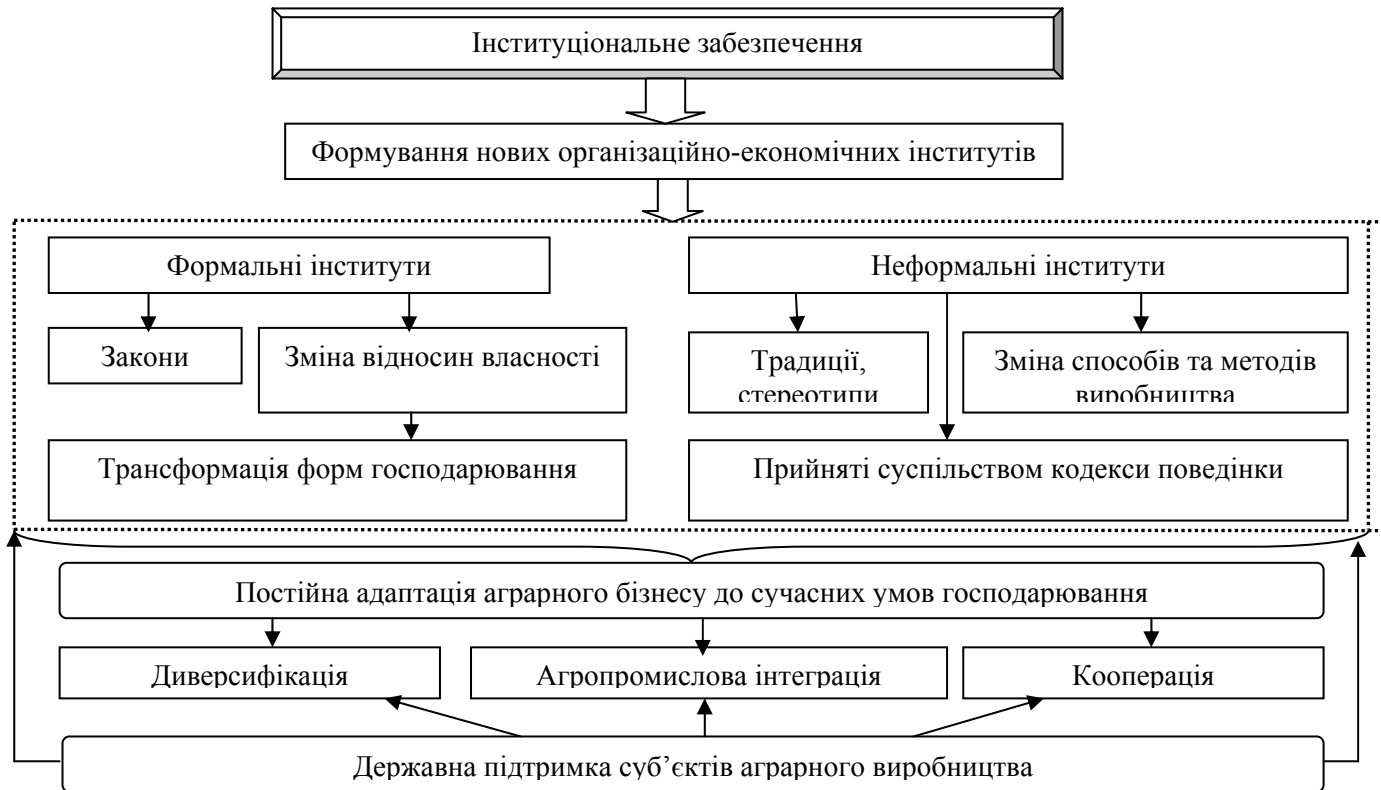 Інституціональне забезпечення
Формування нових організаційно-економічних інститутів
Формальні інститути
Неформальні інститути
Закони
Зміна відносин власності
Традиції,
стереотипи
Зміна способів та методів
виробництва
Трансформація форм господарювання
Прийняті суспільством кодекси поведінки
Постійна адаптація аграрного бізнесу до сучасних умов господарювання
Диверсифікація
Агропромислова інтеграція
Кооперація
Державна підтримка суб’єктів аграрного виробництва